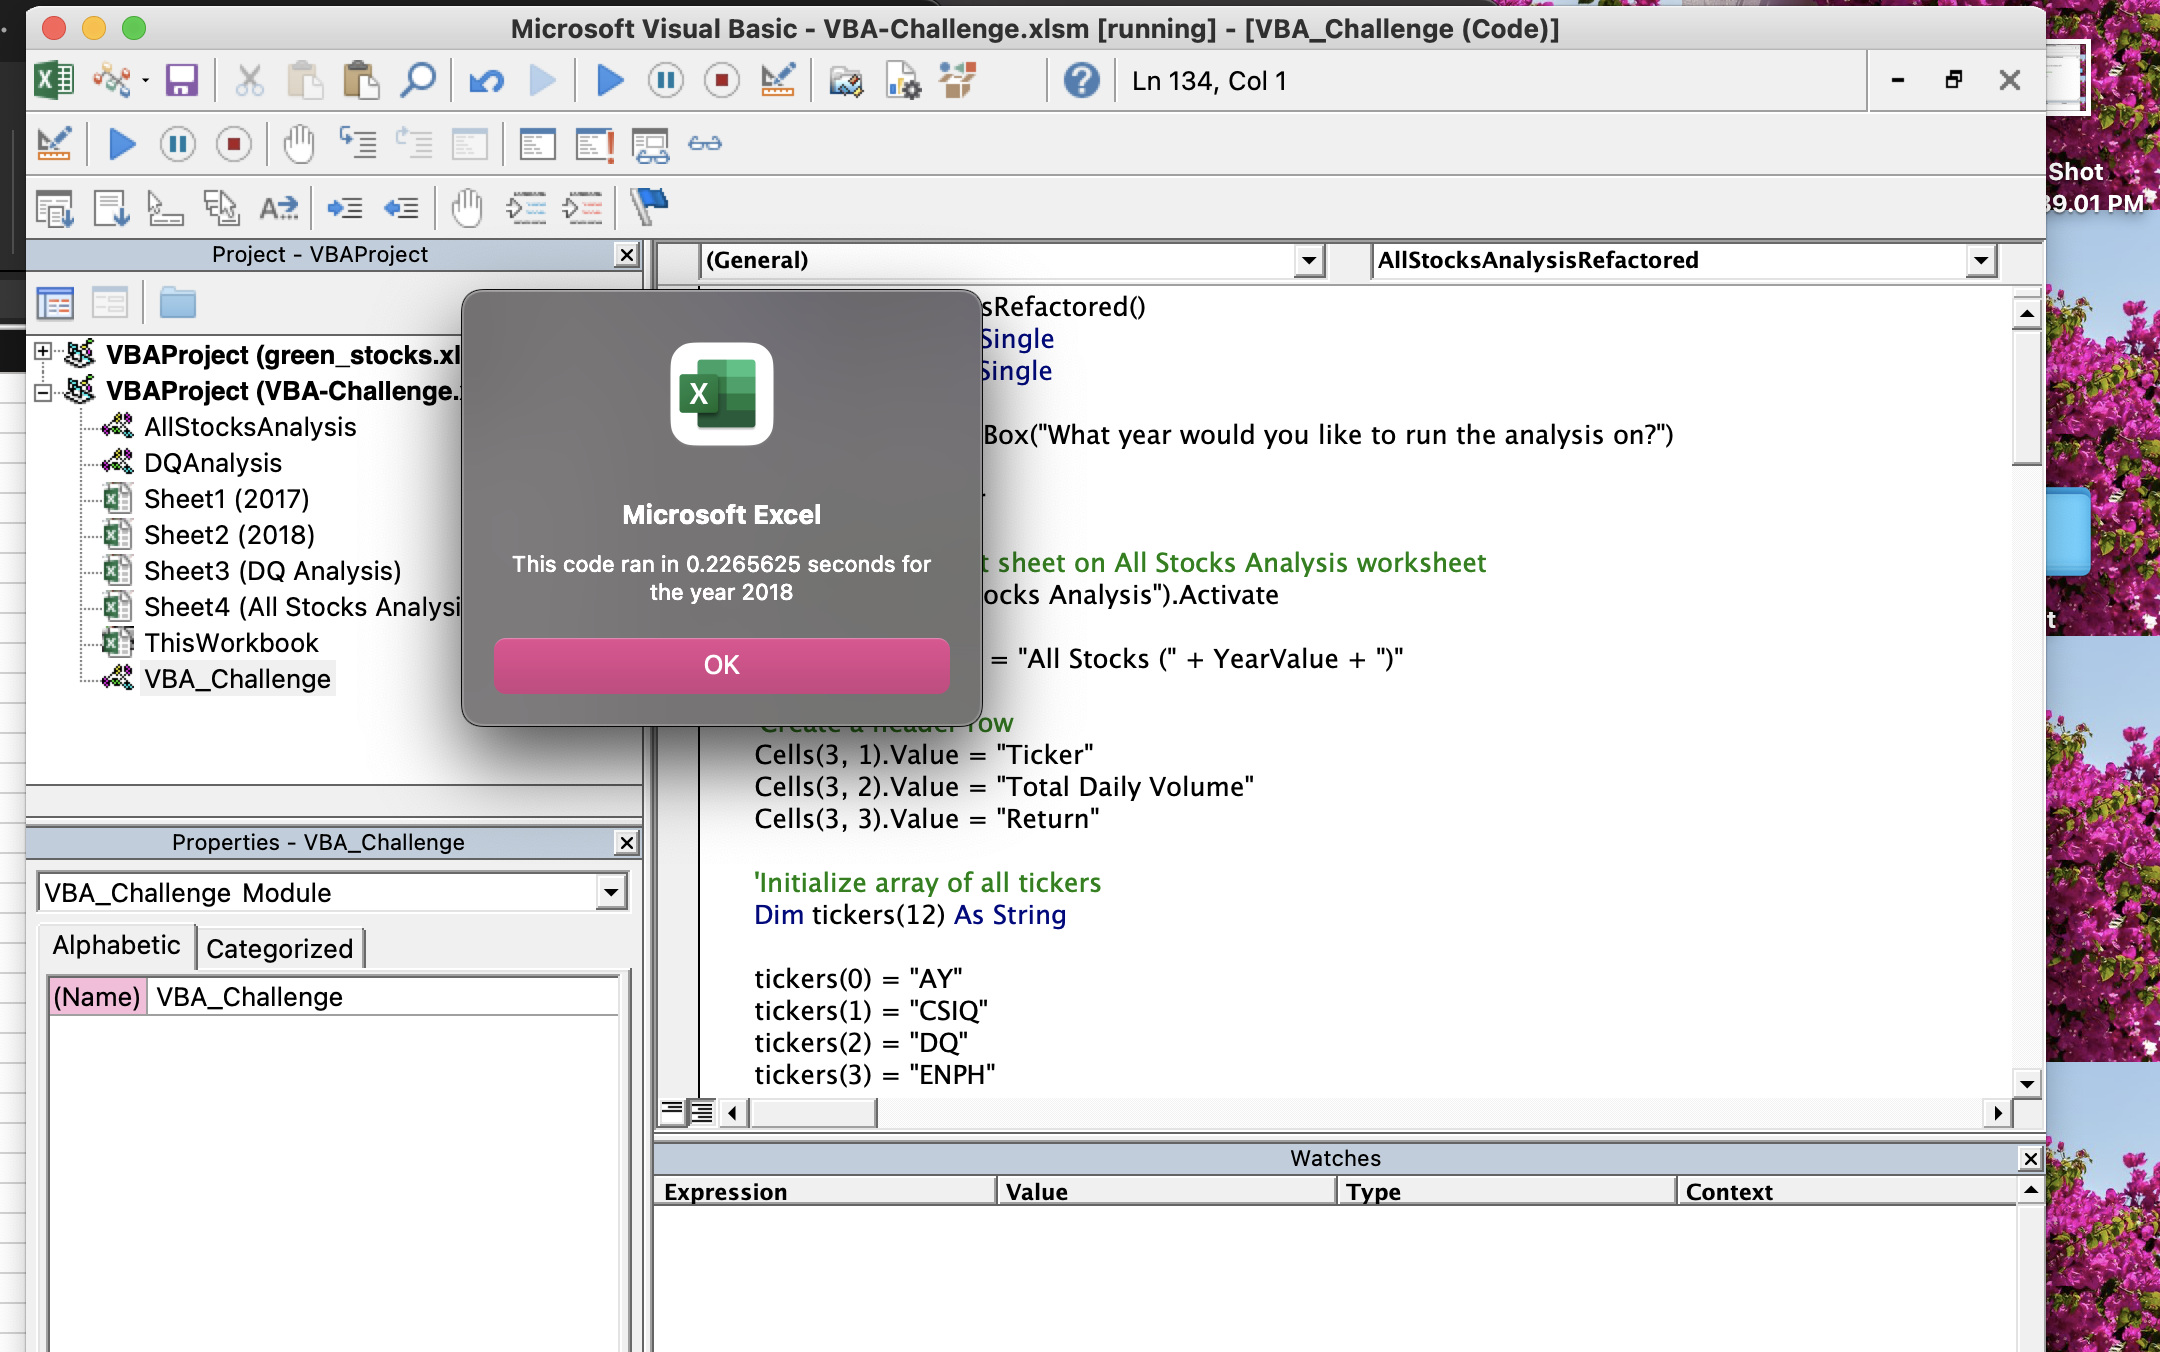 Microsoft Visual Basic - VBA-Challenge.xlsm [running] - [VBA_Challenge (Code)]
Ln 134, Col 1
Shot
39.01 PM
Project - VBAProject
(General)
AllStocksAnalysisRefactored
VBAProject (green_stocks.xl
VBAProject (VBA-Challenge.
AllStocksAnalysis
DQAnalysis
Sheet1 (2017)
Sheet2 (2018)
Sheet3 (DQ Analysis)
Sheet4 (All Stocks Analysi
ThisWorkbook
VBA_Challenge
Microsoft Excel
This code ran in 0.2265625 seconds for
the year 2018
OK
sRefactored()
Single
Single
Box("What year would you like to run the analysis on?")
t sheet on All Stocks Analysis worksheet
ocks Analysis").Activate
= "All Stocks (" + YearValue + ")"
'Create a header row
Cells(3, 1).Value = "Ticker"
Cells(3, 2).Value = "Total Daily Volume"
Cells(3, 3).Value = "Return"
'Initialize array of all tickers
Dim tickers(12) As String
tickers(0) = "AY"
tickers(1) = "CSIQ"
tickers(2) = "DQ"
tickers(3) = "ENPH"
t
Properties - VBA_Challenge
VBA_Challenge Module
Alphabetic
Categorized
(Name) VBA_Challenge
Watches
Expression Value Type Context